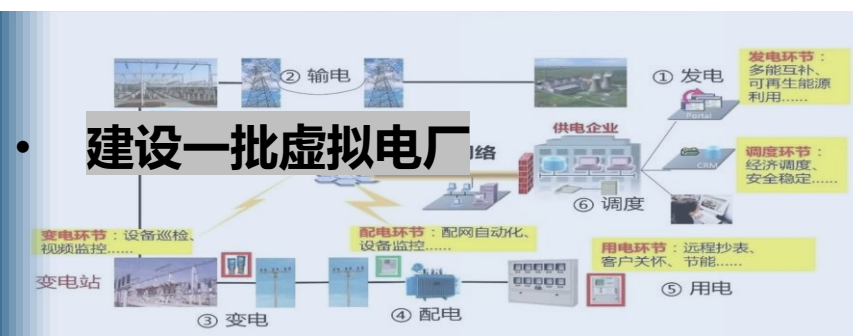 发电环节：
多能互补、
可再生能源
利用……
② 输电
① 发电
Portal
• 建设一批虚拟电厂
供电企业
络
CRM
调度环节：
经济调度、
安全稳定……
⑥ 调度
变电环节：设备巡检、
视频监控……
配电环节：配网自动化、
设备监控……
用电环节：远程抄表、
客户关怀、节能……
变电站
③ 变电
④ 配电
⑤ 用电